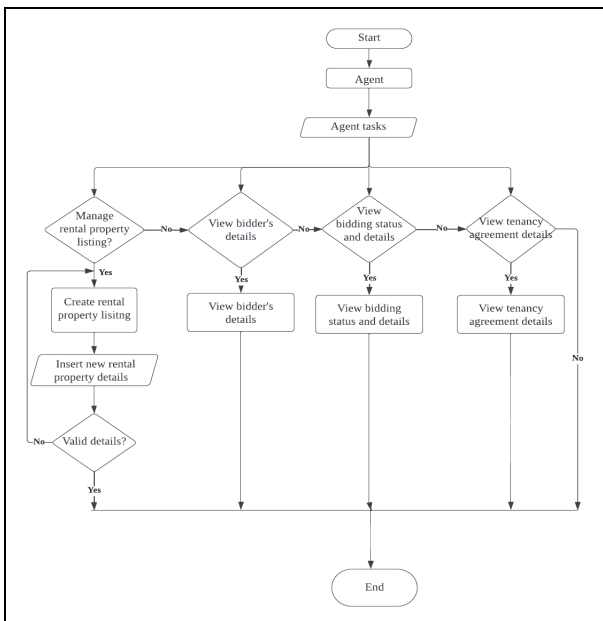 Start
Agent
Agent tasks
Manage
rental property
listing?
No
View bidder's
details
No
View
bidding status
and details
No
View tenancy
agreement details
Yes
Yes
Yes
Yes
Create rental
property lisitng
View bidder's
details
View bidding
status and details
View tenancy
agreement details
No
Insert new rental
property details
No
Valid details?
Yes
End